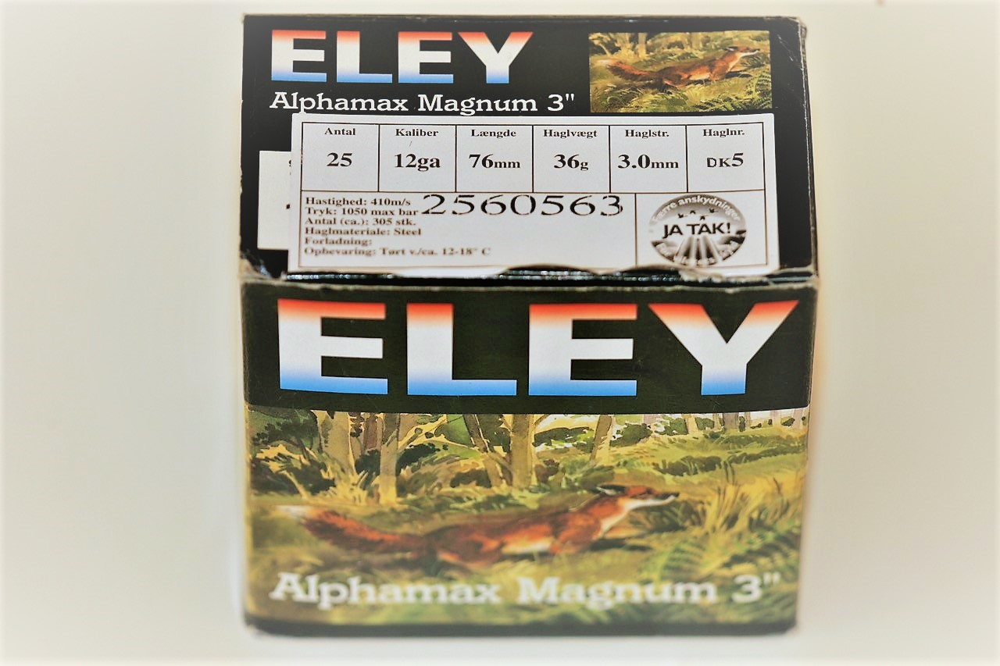 ELEY
Alphamax Magnum 3"
Antal Kaliber Længde Haglvægt Haglstr. Haglnr.
25 12ga 76mm 36g 3.0mm DK5
Hastighed: 410m/s
Tryk: 1050 max bar
2560563
Antal (ca.): 305 stk.
Haglmateriale: Steel
Forladning:
Opbevaring: Tørt v./ca. 12-18° C
Færre anskydninger
JA TAK!
ELEY
Alphamax Magnum 3"